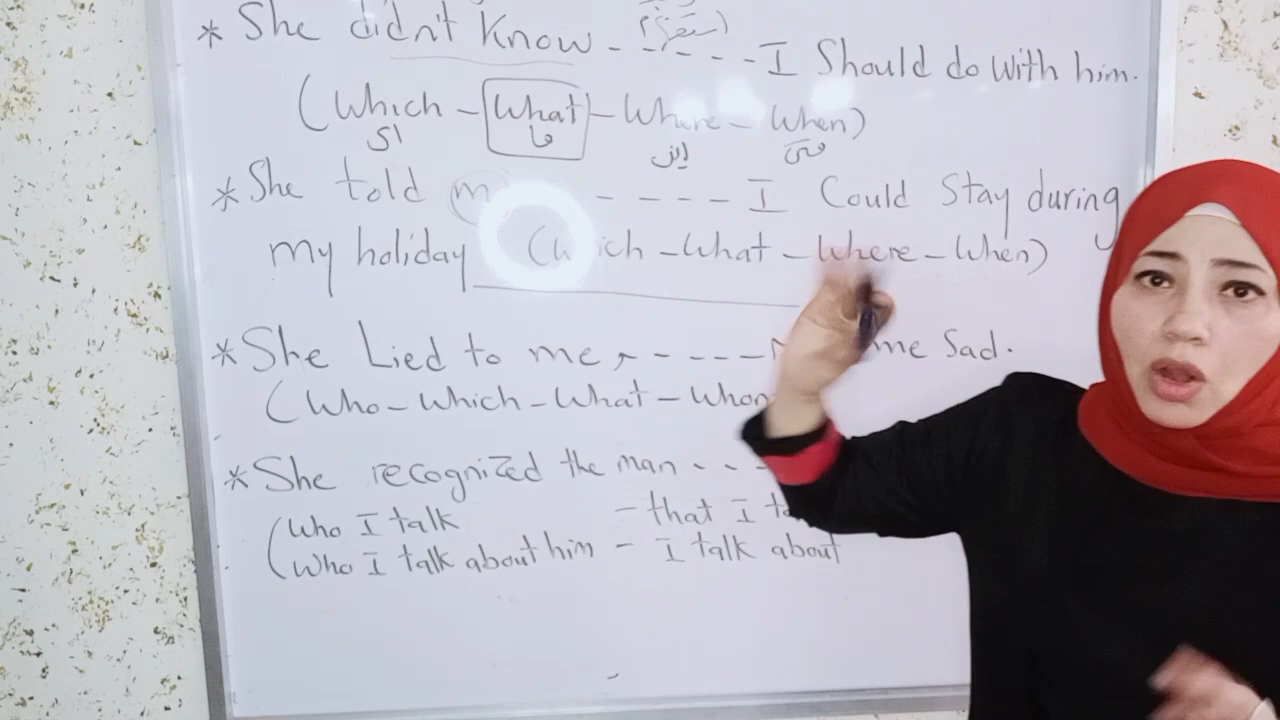 * She didn't know - - - - - - I Should do with him.
(Which - What - Where - When)
أي ما أين متى
* She told m - - - - I Could Stay during
my holiday (Which - What - Where - When)
* She Lied to me, - - - - me Sad.
(Who - Which - What - Whom
* She recognized the man - - -
(Who I talk - that I
(Who I talk about him - I talk about